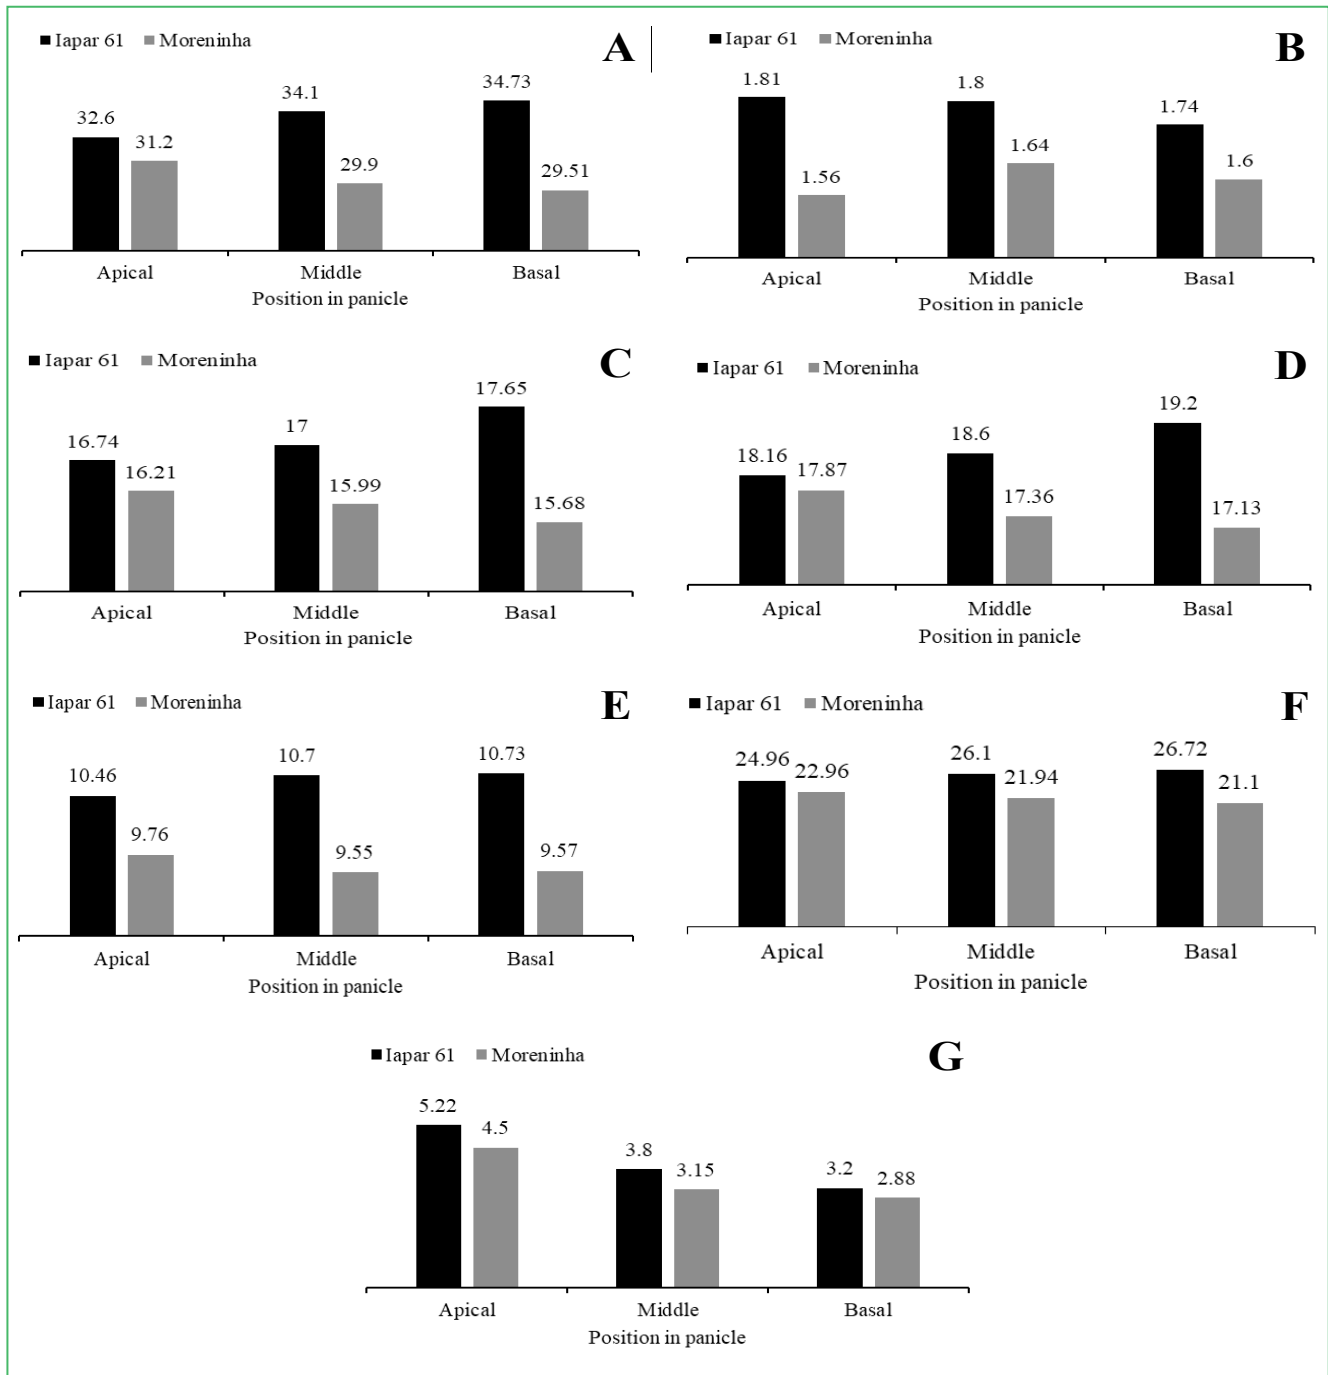 Iapar 61 Moreninha A
34.73
34.1
32.6
31.2
29.9
29.51
Apical Middle Basal
Position in panicle
Iapar 61 Moreninha B
1.81 1.8
1.74
1.64
1.6
1.56
Apical Middle Basal
Position in panicle
Iapar 61 Moreninha C
17.65
17
16.74
16.21
15.99
15.68
Apical Middle Basal
Position in panicle
Iapar 61 Moreninha D
19.2
18.6
18.16 17.87
17.36
17.13
Apical Middle Basal
Position in panicle
Iapar 61 Moreninha E
10.46 10.7 10.73
9.76
9.55 9.57
Apical Middle Basal
Position in panicle
Iapar 61 Moreninha F
24.96 22.96 26.1 21.94 26.72 21.1
Apical Middle Basal
Position in panicle
Iapar 61 Moreninha G
5.22
4.5
3.8
3.15 3.2 2.88
Apical Middle Basal
Position in panicle